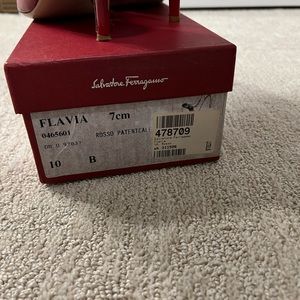 Salvatore Ferragamo
FLAVIA 7cm
0465601
ROSSO PATENTCALF
478709
10 B